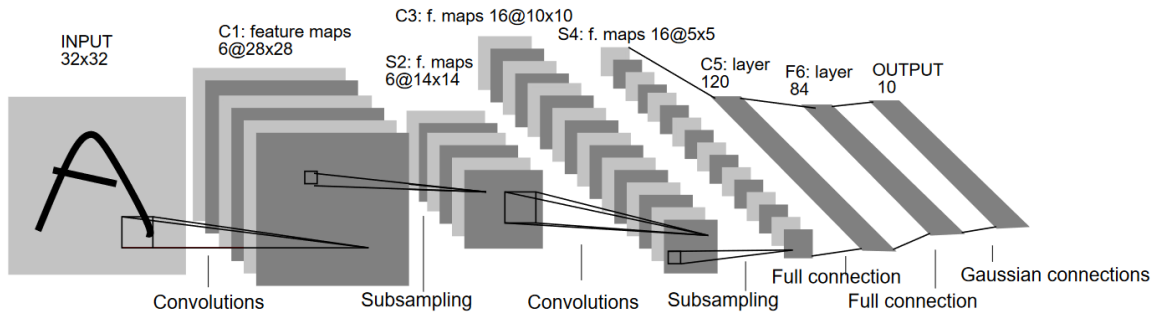 INPUT
32x32
C1: feature maps
6@28x28
S2: f. maps
6@14x14
C3: f. maps 16@10x10
S4: f. maps 16@5x5
C5: layer
120
F6: layer
84
OUTPUT
10
Convolutions
Subsampling
Convolutions
Subsampling
Full connection
Full connection
Gaussian connections
A